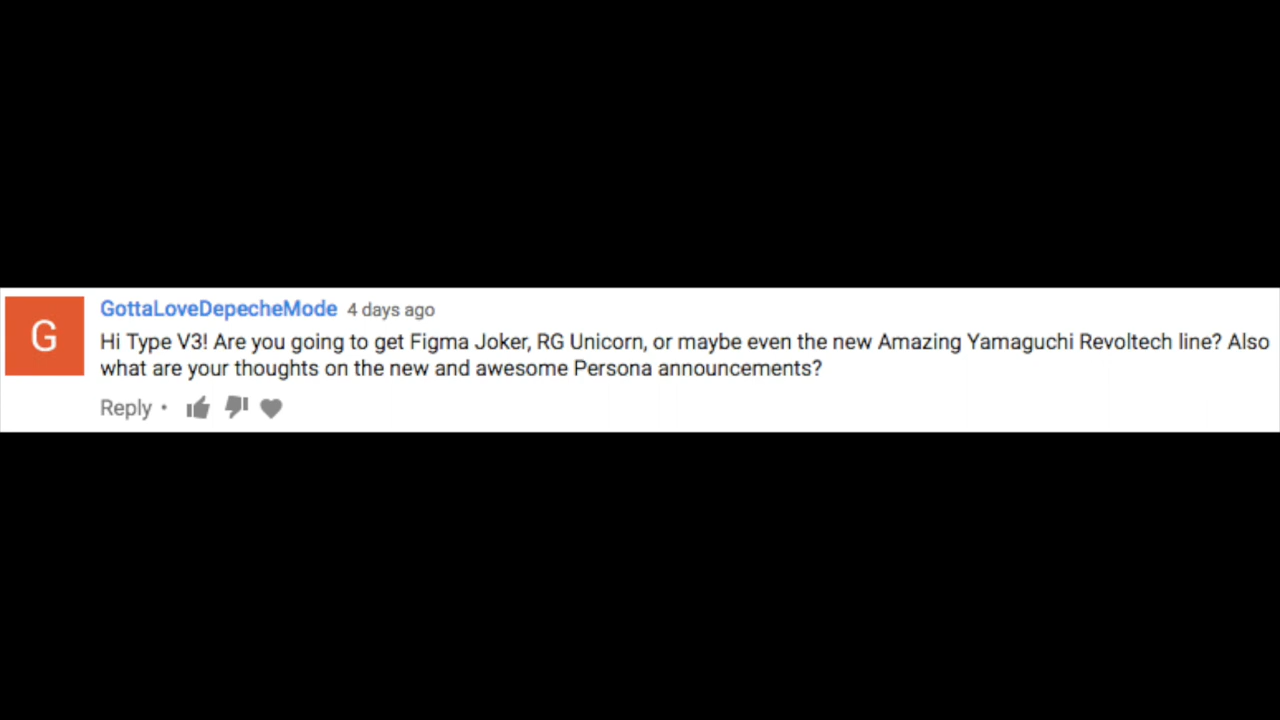 G
GottaLoveDepecheMode 4 days ago
Hi Type V3! Are you going to get Figma Joker, RG Unicorn, or maybe even the new Amazing Yamaguchi Revoltech line? Also
what are your thoughts on the new and awesome Persona announcements?
Reply •